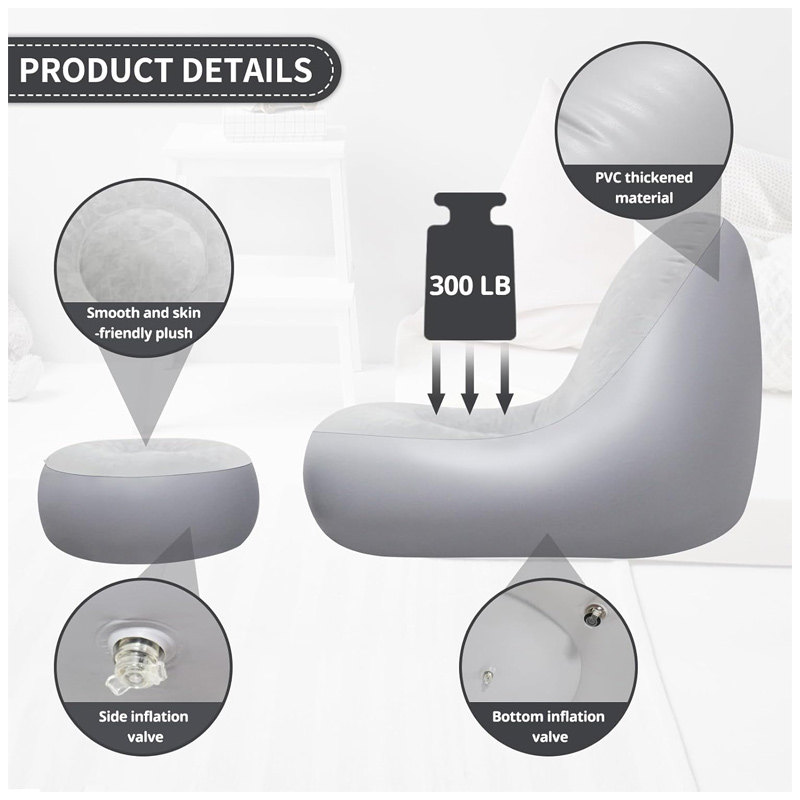 PRODUCT DETAILS
PVC thickened
material
300 LB
Smooth and skin
-friendly plush
Side inflation
valve
Bottom inflation
valve